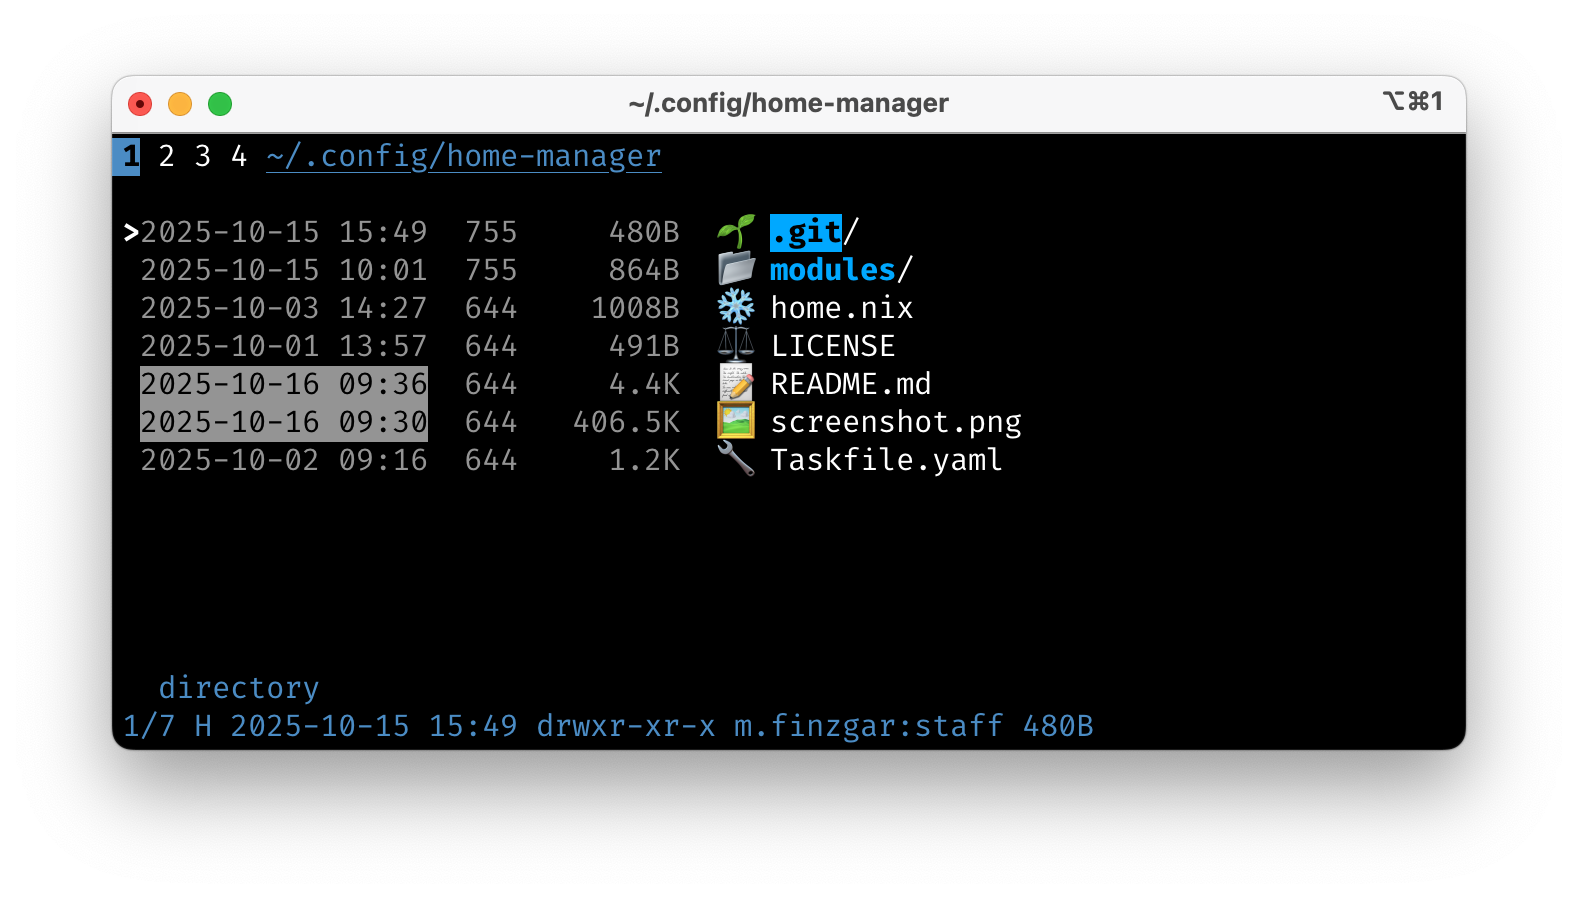 ~/.config/home-manager ⌥⌘1
1 2 3 4 ~/.config/home-manager
>2025-10-15 15:49 755 480B .git/
2025-10-15 10:01 755 864B modules/
2025-10-03 14:27 644 1008B home.nix
2025-10-01 13:57 644 491B LICENSE
2025-10-16 09:36 644 4.4K README.md
2025-10-16 09:30 644 406.5K screenshot.png
2025-10-02 09:16 644 1.2K Taskfile.yaml
directory
1/7 H 2025-10-15 15:49 drwxr-xr-x m.finzgar:staff 480B